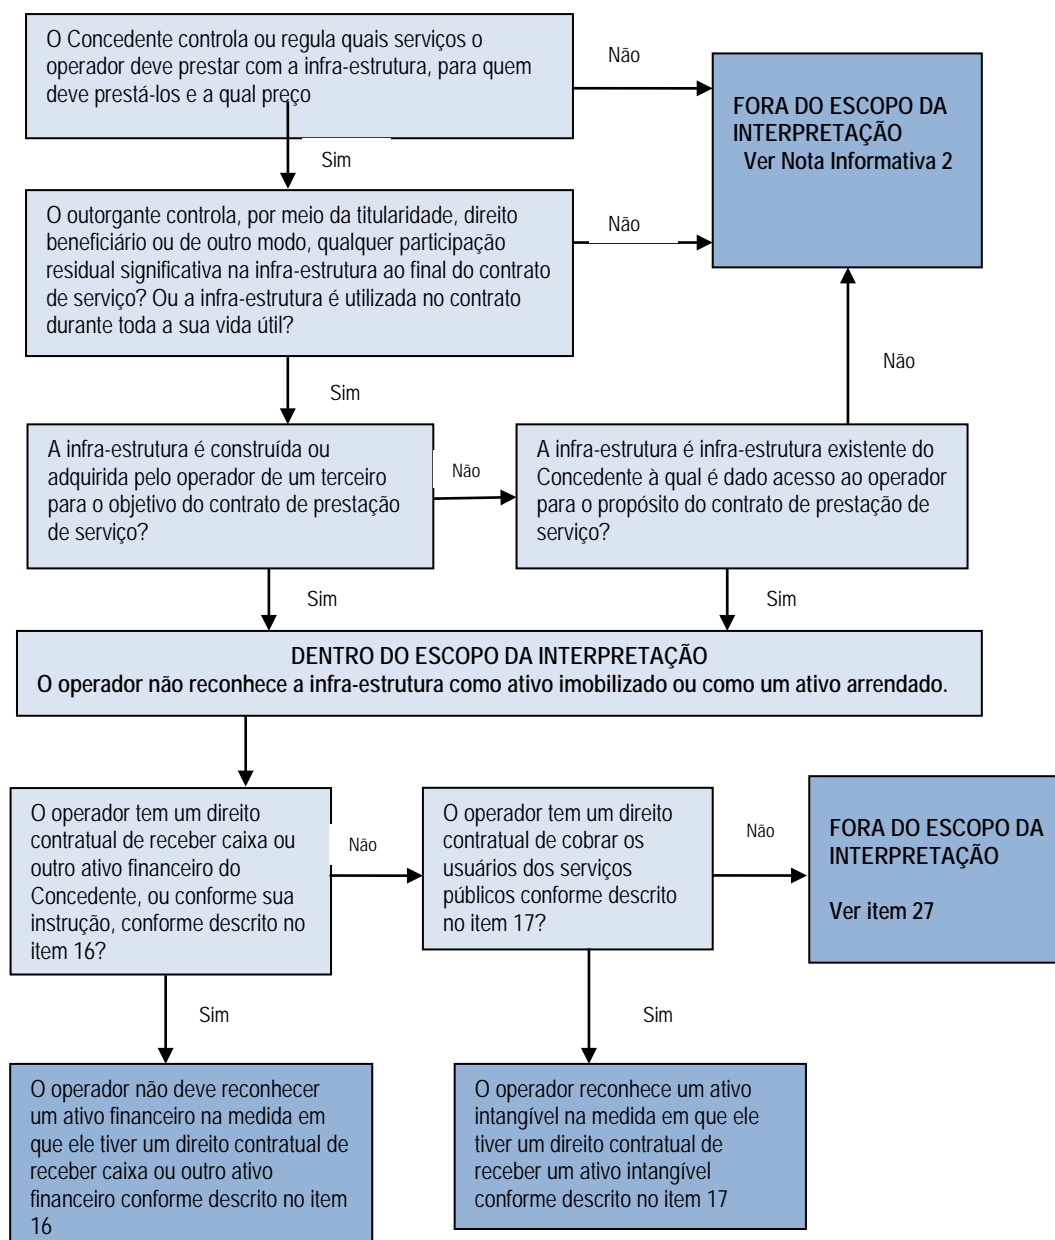 O Concedente controla ou regula quais serviços o
operador deve prestar com a infra-estrutura, para quem
deve prestá-los e a qual preço
Não
FORA DO ESCOPO DA
INTERPRETAÇÃO
Ver Nota Informativa 2
Sim
O outorgante controla, por meio da titularidade, direito
beneficiário ou de outro modo, qualquer participação
residual significativa na infra-estrutura ao final do contrato
de serviço? Ou a infra-estrutura é utilizada no contrato
durante toda a sua vida útil?
Não
Sim
Não
A infra-estrutura é construída ou
adquirida pelo operador de um terceiro
para o objetivo do contrato de prestação
de serviço?
Não
A infra-estrutura é infra-estrutura existente do
Concedente à qual é dado acesso ao operador
para o propósito do contrato de prestação de
serviço?
Sim
Sim
DENTRO DO ESCOPO DA INTERPRETAÇÃO
O operador não reconhece a infra-estrutura como ativo imobilizado ou como um ativo arrendado.
O operador tem um direito
contratual de receber caixa ou
outro ativo financeiro do
Concedente, ou conforme sua
instrução, conforme descrito no
item 16?
Não
O operador tem um direito
contratual de cobrar os
usuários dos serviços
públicos conforme descrito
no item 17?
Não
FORA DO ESCOPO DA
INTERPRETAÇÃO
Ver item 27
Sim
Sim
O operador não deve reconhecer
um ativo financeiro na medida em
que ele tiver um direito contratual de
receber caixa ou outro ativo
financeiro conforme descrito no item
16
O operador reconhece um ativo
intangível na medida em que ele
tiver um direito contratual de
receber um ativo intangível
conforme descrito no item 17